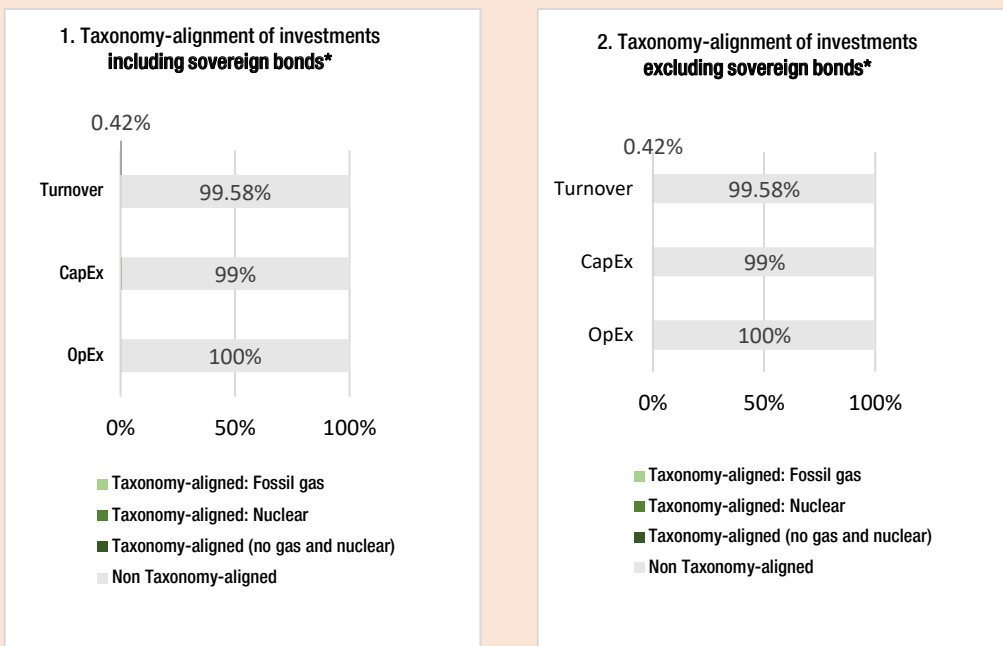 1. Taxonomy-alignment of investments
including sovereign bonds*
0.42%
Turnover
99.58%
CapEx
99%
OpEx
100%
0%
50%
100%
Taxonomy-aligned: Fossil gas
Taxonomy-aligned: Nuclear
Taxonomy-aligned (no gas and nuclear)
Non Taxonomy-aligned
2. Taxonomy-alignment of investments
excluding sovereign bonds*
0.42%
Turnover
99.58%
CapEx
99%
OpEx
100%
0%
50%
100%
Taxonomy-aligned: Fossil gas
Taxonomy-aligned: Nuclear
Taxonomy-aligned (no gas and nuclear)
Non Taxonomy-aligned